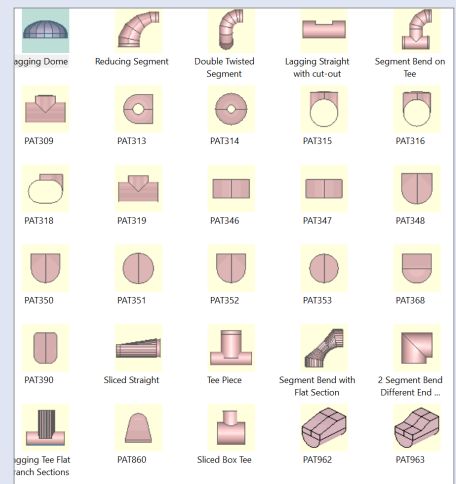 agging Dome
Reducing Segment
Double Twisted
Segment
Lagging Straight
with cut-out
Segment Bend on
Tee
PAT309
PAT313
PAT314
PAT315
PAT316
PAT318
PAT319
PAT346
PAT347
PAT348
PAT350
PAT351
PAT352
PAT353
PAT368
PAT390
Sliced Straight
Tee Piece
Segment Bend with
Flat Section
2 Segment Bend
Different End ...
agging Tee Flat
ranch Sections
PAT860
Sliced Box Tee
PAT962
PAT963